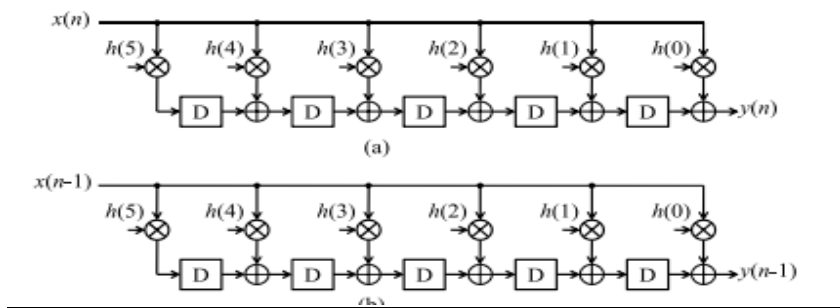 x(n)
h(5) h(4) h(3) h(2) h(1) h(0)
D D D D D y(n)
(a)
x(n-1)
h(5) h(4) h(3) h(2) h(1) h(0)
D D D D D y(n-1)
(b)